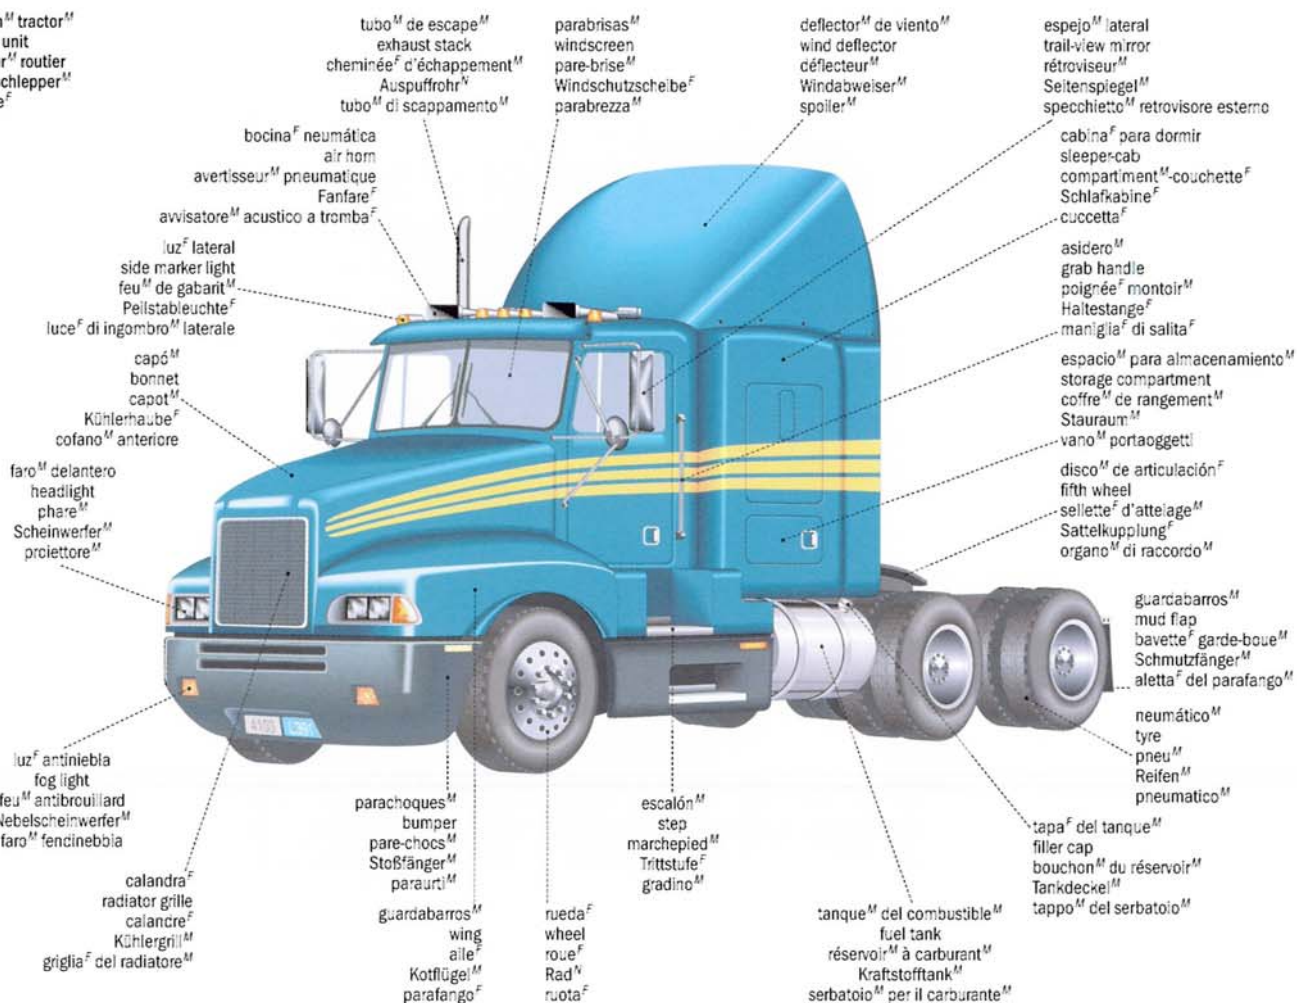 tractor^M
unit
routier
schlepper^M
tubo^M de escape^M
exhaust stack
cheminée^F d'échappement^M
Auspuffrohr^N
tubo^M di scappamento^M
parabrisas^M
windscreen
pare-brise^M
Windschutzscheibe^F
parabrezza^M
deflector^M de viento^M
wind deflector
déflecteur^M
Windabweiser^M
spoiler^M
espejo^M lateral
trail-view mirror
rétroviseur^M
Seitenspiegel^M
specchietto^M retrovisore esterno
bocina^F neumática
air horn
avertisseur^M pneumatique
Fanfare^F
avvisatore^M acustico a tromba^F
cabina^F para dormir
sleeper-cab
compartiment^M-couchette^F
Schlafkabine^F
cuccetta^F
luz^F lateral
side marker light
feu^M de gabarit^M
Peilstableuchte^F
luce^F di ingombro^M laterale
asidero^M
grab handle
poignée^F montoir^M
Haltestange^F
maniglia^F di salita^F
capó^M
bonnet
capot^M
Kühlerhaube^F
cofano^M anteriore
espacio^M para almacenamiento^M
storage compartment
coffre^M de rangement^M
Stauraum^M
vano^M portaoggetti
faro^M delantero
headlight
phare^M
Scheinwerfer^M
proiettore^M
disco^M de articulación^F
fifth wheel
sellette^F d'attelage^M
Sattelkupplung^F
organo^M di raccordo^M
guardabarros^M
mud flap
bavette^F garde-boue^M
Schmutzfänger^M
aletta^F del parafango^M
neumático^M
tyre
pneu^M
Reifen^M
pneumatico^M
luz^F antiniebla
fog light
feu^M antibrouillard
Nebelscheinwerfer^M
faro^M fendinebbia
parachoques^M
bumper
pare-chocs^M
Stoßfänger^M
paraurti^M
escalón^M
step
marchepied^M
Trittstufe^F
gradino^M
tapa^F del tanque^M
filler cap
bouchon^M du réservoir^M
Tankdeckel^M
tappo^M del serbatoio^M
calandra^F
radiator grille
calandre^F
Kühlergrill^M
griglia^F del radiatore^M
guardabarros^M
wing
aile^F
Kotflügel^M
parafango^F
rueda^F
wheel
roue^F
Rad^N
ruota^F
tanque^M del combustible^M
fuel tank
réservoir^M à carburant^M
Kraftstofftank^M
serbatoio^M per il carburante^M